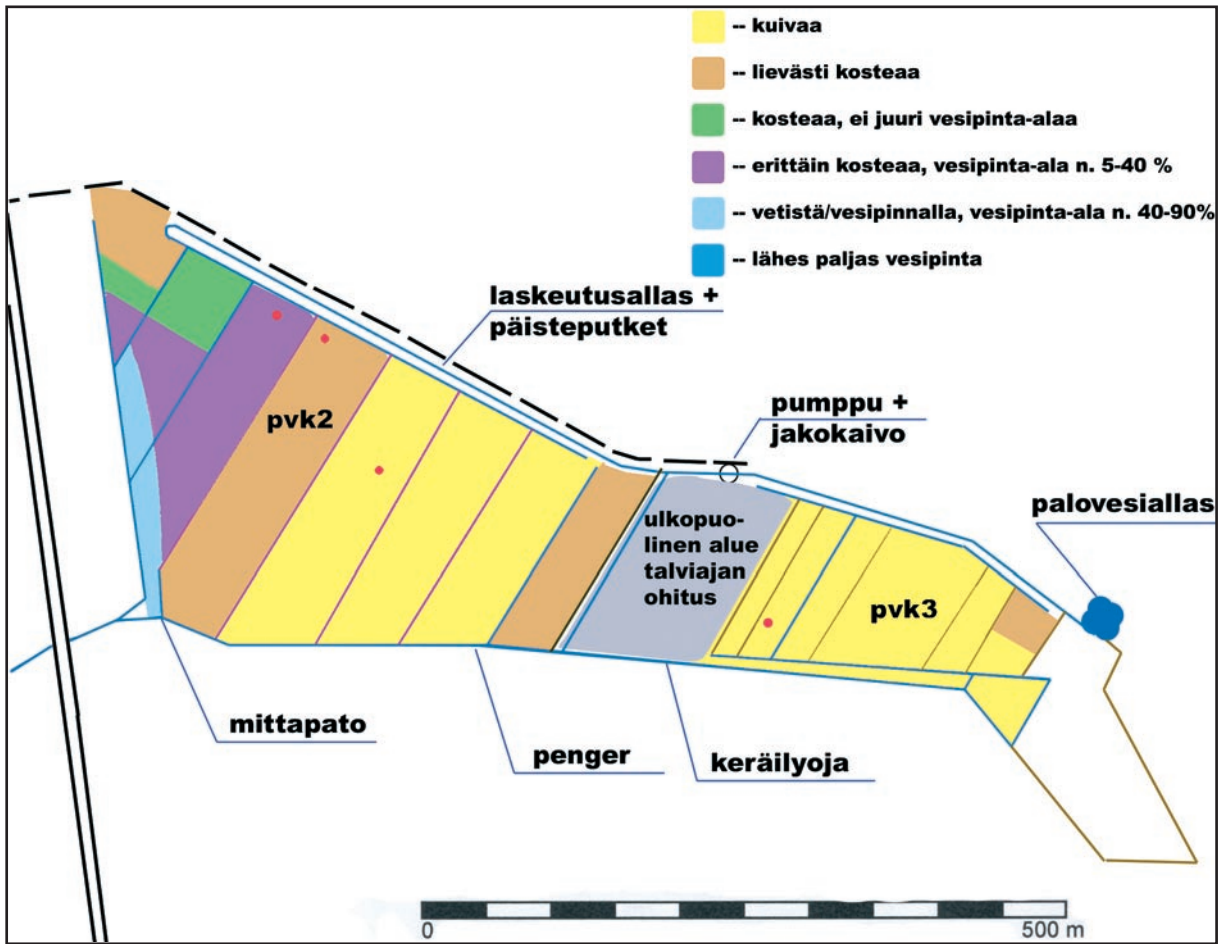 -- kuivaa
-- lievästi kosteaa
-- kosteaa, ei juuri vesipinta-alaa
-- erittäin kosteaa, vesipinta-ala n. 5-40 %
-- vetistä/vesipinnalla, vesipinta-ala n. 40-90%
-- lähes paljas vesipinta
laskeutusallas +
päisteputket
pumppu +
jakokaivo
palovesiallas
pvk2
ulkopuo-
linen alue
talviajan
ohitus
pvk3
mittapato
penger
keräilyoja
0
500 m